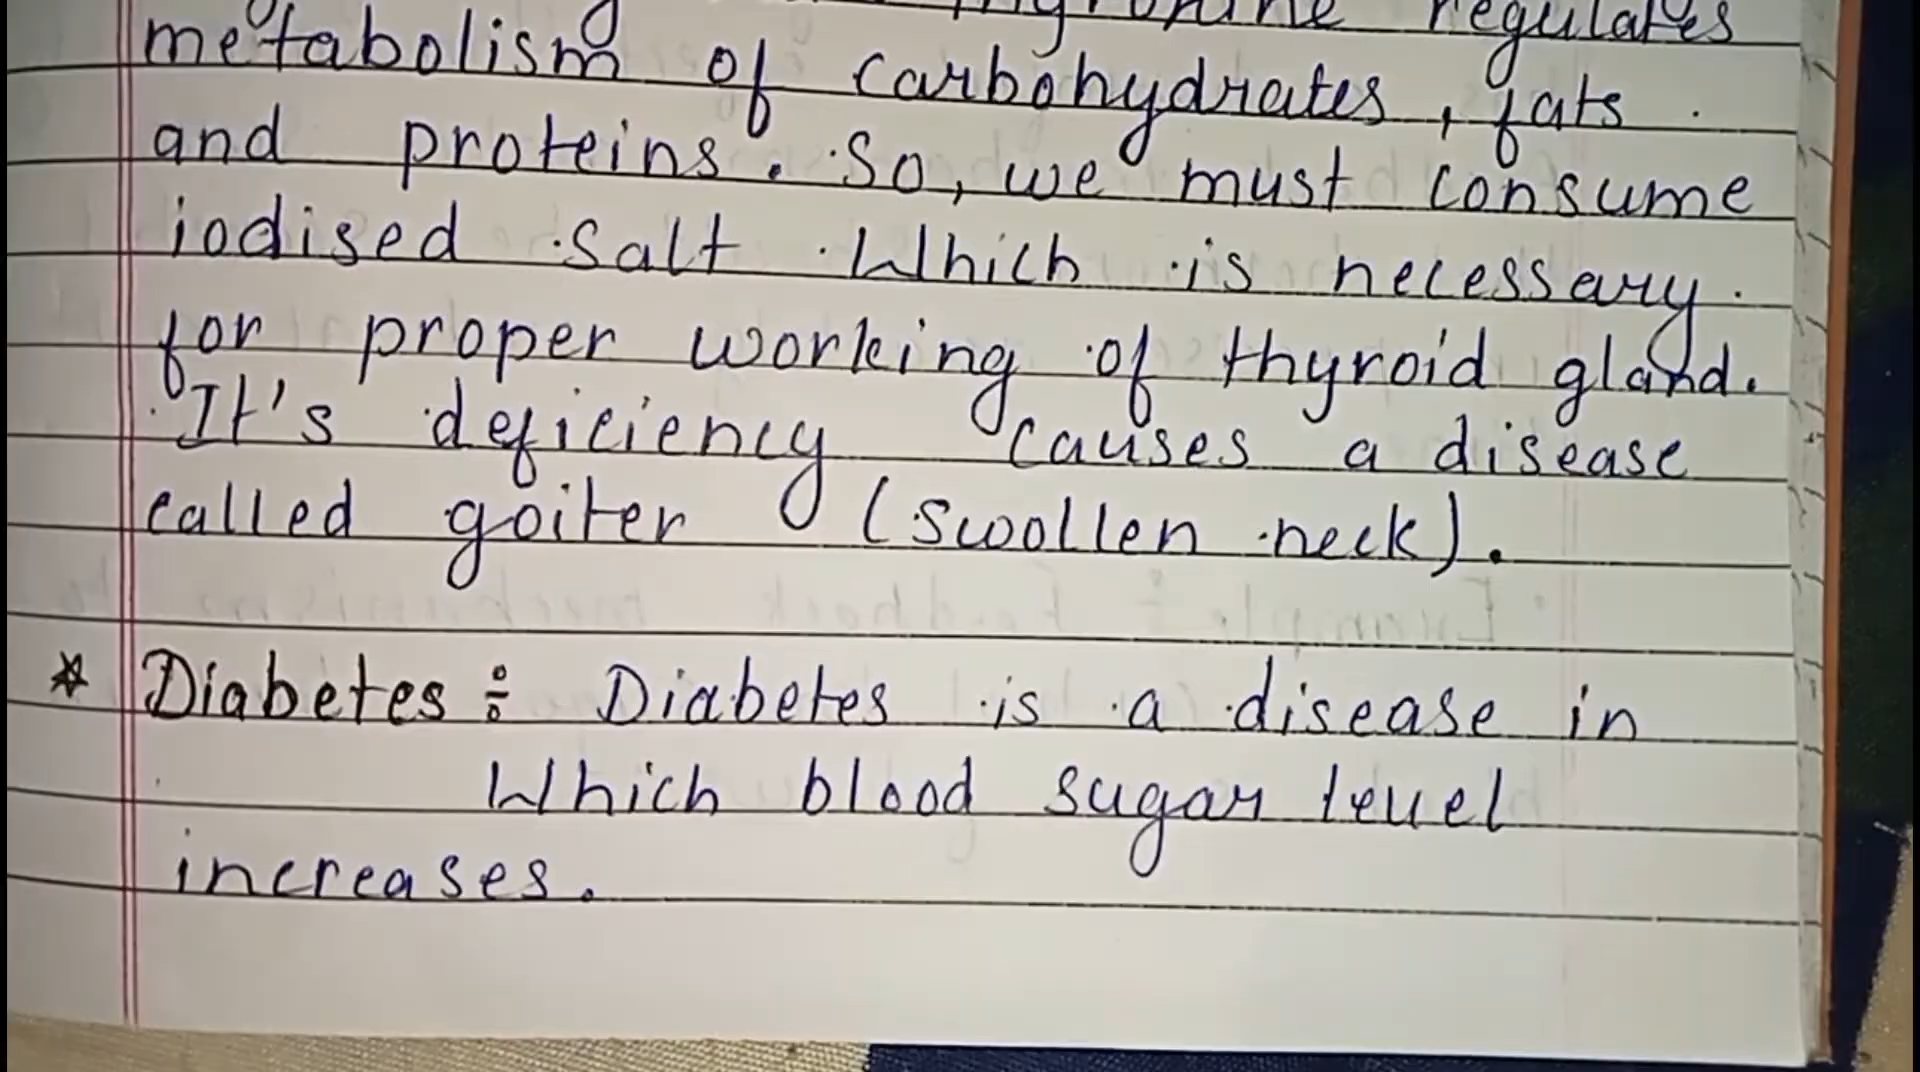 regulates
metabolism of carbohydrates, fats
and proteins. So, we must consume
iodised salt Which is necessary
for proper working of thyroid gland.
It's deficiency causes a disease
called goiter (swollen neck).
* Diabetes : Diabetes is a disease in
Which blood sugar level
increases.